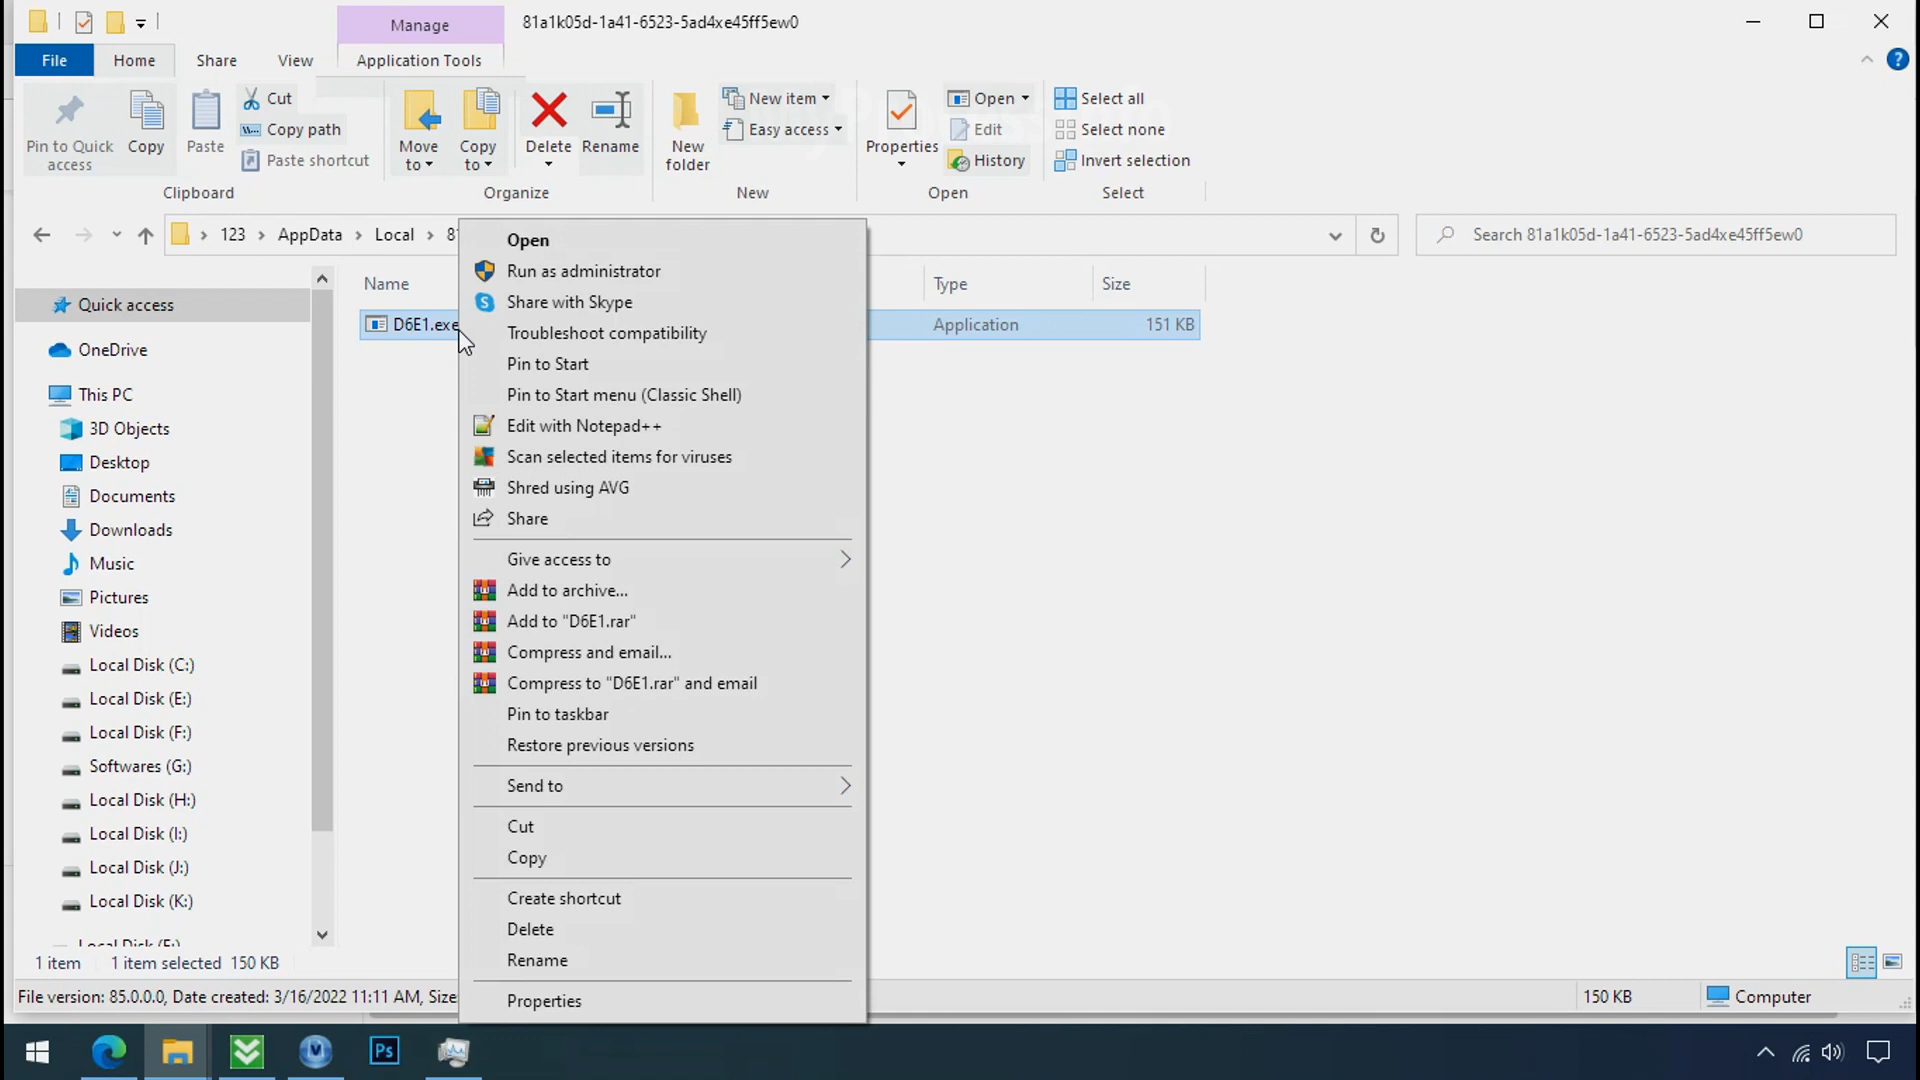 Manage
81a1k05d-1a41-6523-5ad4xe45ff5ew0
File
Home
Share
View
Application Tools
Pin to Quick
access
Copy
Paste
Cut
Copy path
Paste shortcut
Move
to
Copy
to
Delete
Rename
New
folder
New item
Easy access
Properties
Open
Edit
History
Select all
Select none
Invert selection
Clipboard
Organize
New
Open
Select
123
AppData
Local
Search 81a1k05d-1a41-6523-5ad4xe45ff5ew0
Name
Type
Size
D6E1.exe
Application
151 KB
Quick access
OneDrive
This PC
3D Objects
Desktop
Documents
Downloads
Music
Pictures
Videos
Local Disk (C:)
Local Disk (E:)
Local Disk (F:)
Softwares (G:)
Local Disk (H:)
Local Disk (I:)
Local Disk (J:)
Local Disk (K:)
Open
Run as administrator
Share with Skype
Troubleshoot compatibility
Pin to Start
Pin to Start menu (Classic Shell)
Edit with Notepad++
Scan selected items for viruses
Shred using AVG
Share
Give access to
Add to archive...
Add to "D6E1.rar"
Compress and email...
Compress to "D6E1.rar" and email
Pin to taskbar
Restore previous versions
Send to
Cut
Copy
Create shortcut
Delete
Rename
Properties
1 item
1 item selected 150 KB
File version: 85.0.0.0, Date created: 3/16/2022 11:11 AM, Size
150 KB
Computer
Ps